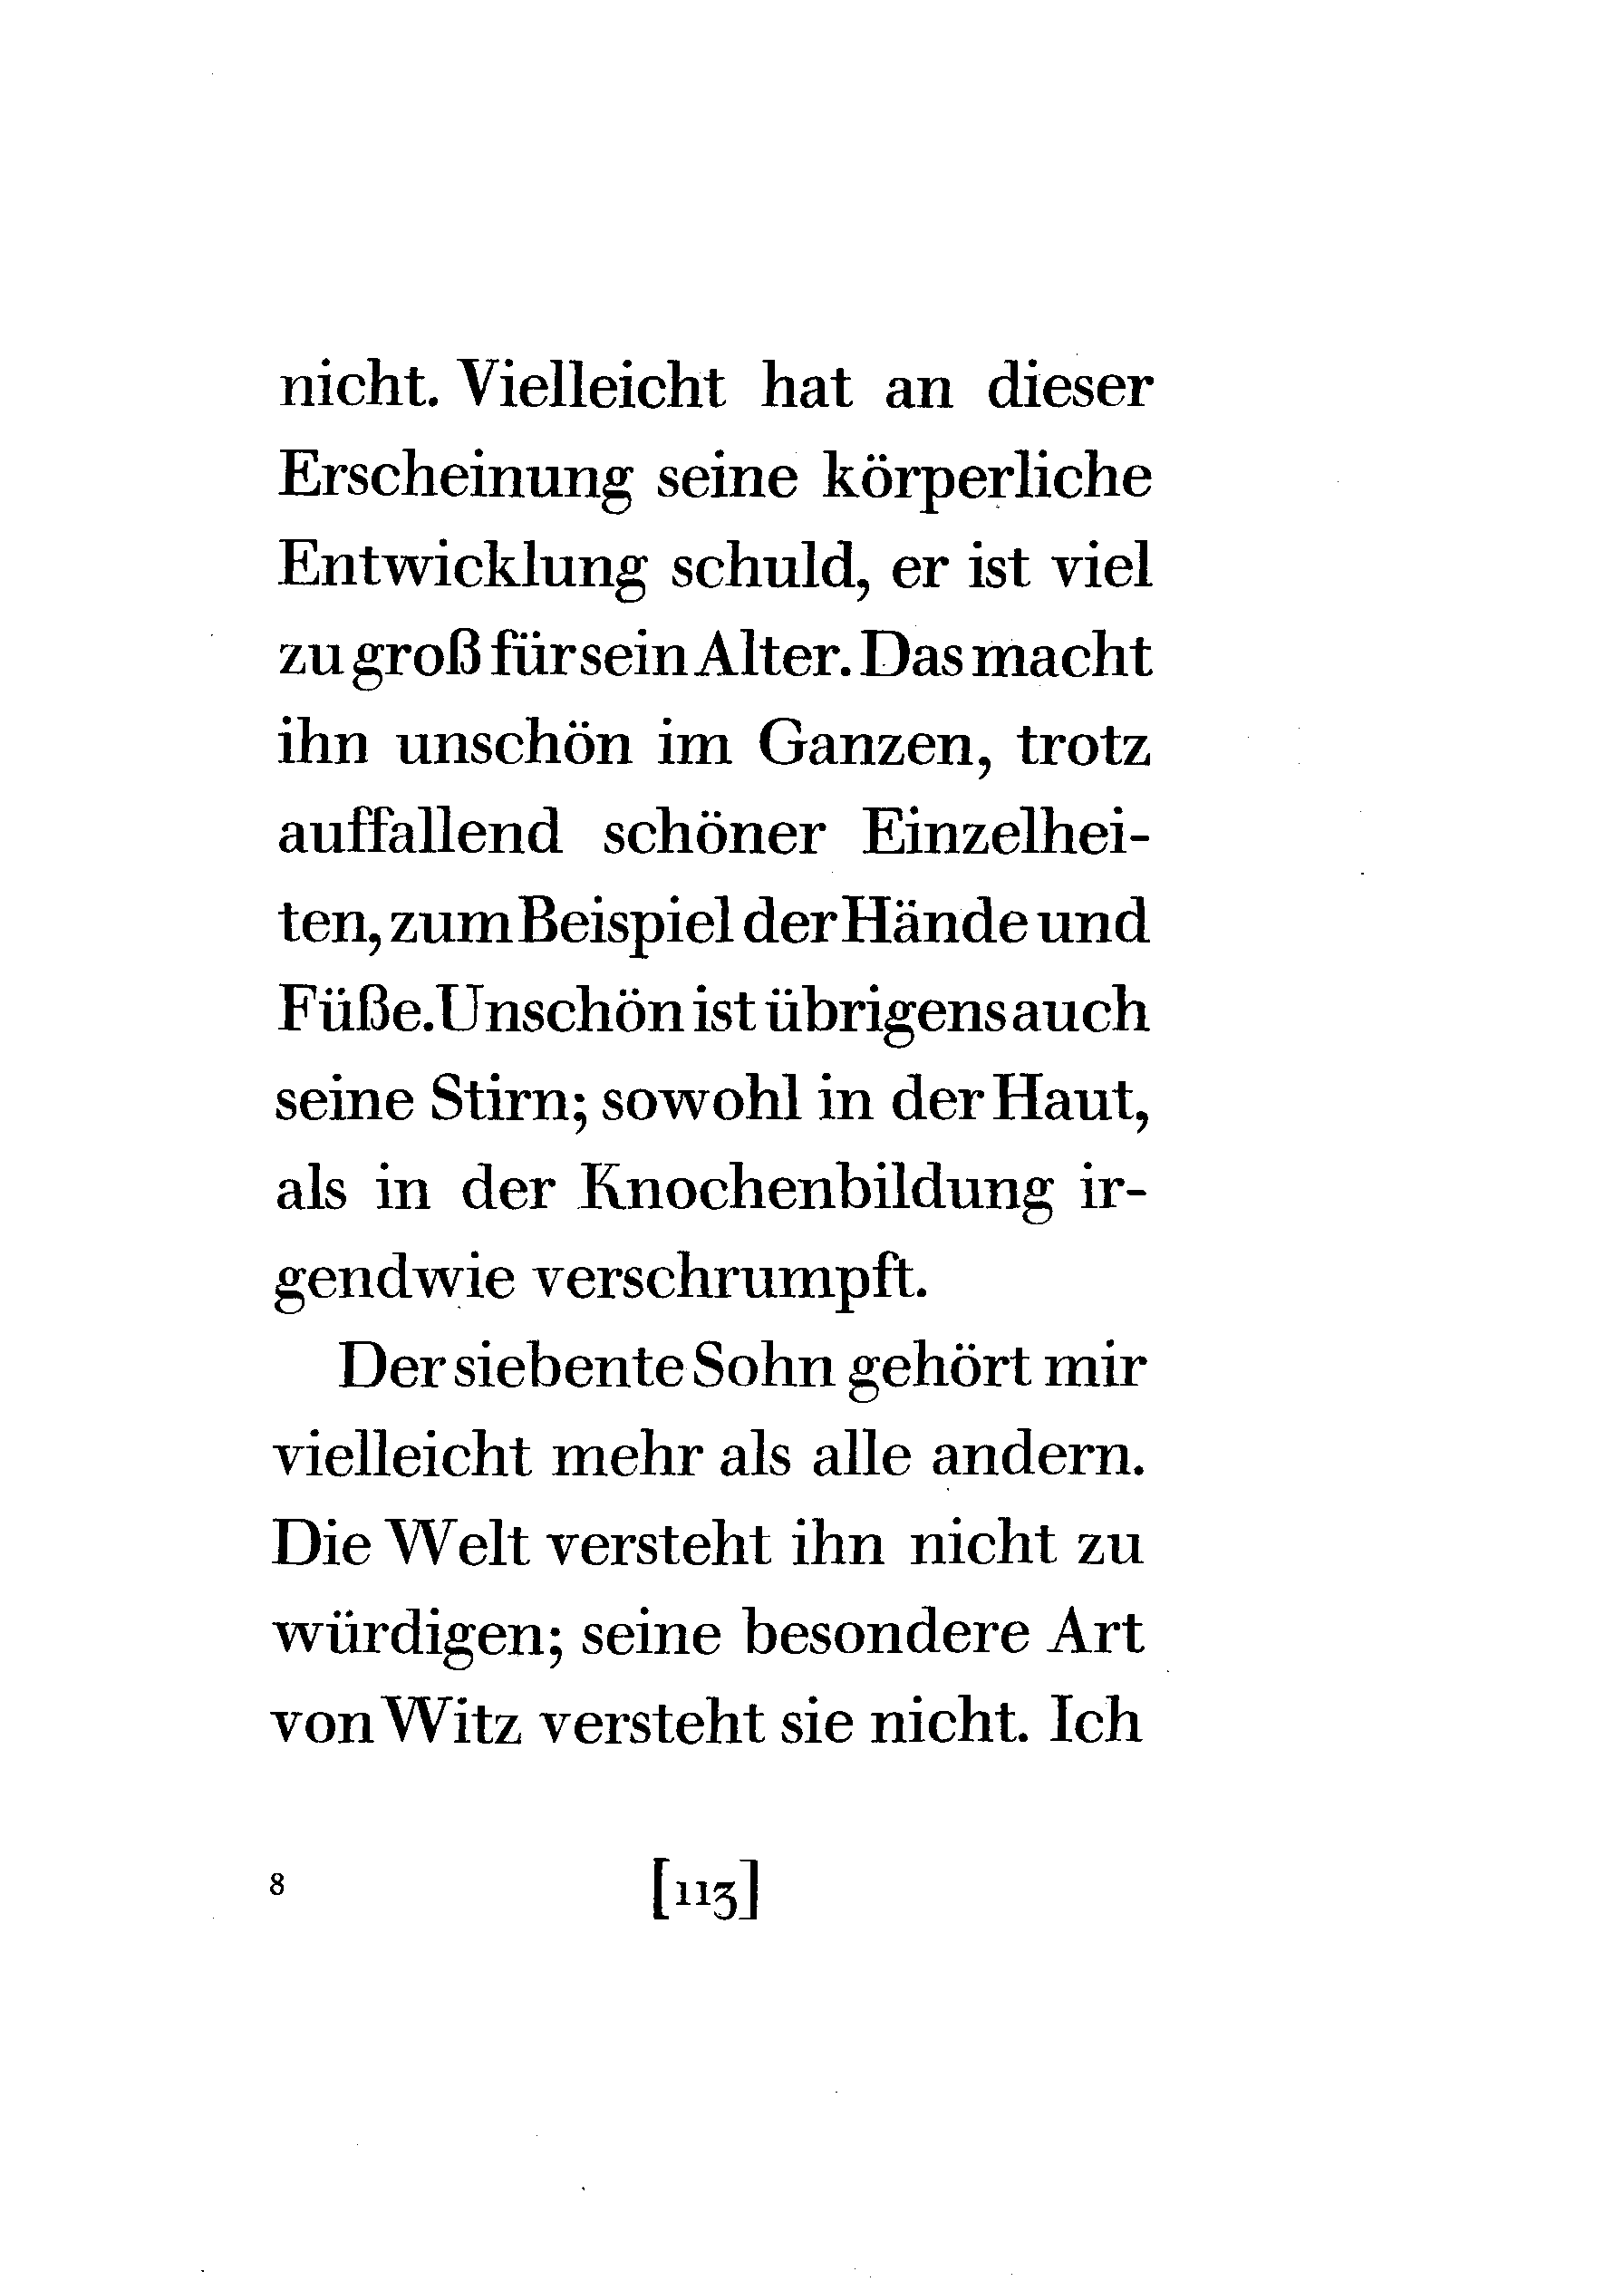 nicht. Vielleicht hat an dieser
Erscheinung seine körperliche
Entwicklung schuld, er ist viel
zu groß für sein Alter. Das macht
ihn unschön im Ganzen, trotz
auffallend schöner Einzelhei-
ten, zum Beispiel der Hände und
Füße. Unschön ist übrigens auch
seine Stirn; sowohl in der Haut,
als in der Knochenbildung ir-
gendwie verschrumpft.
Der siebente Sohn gehört mir
vielleicht mehr als alle andern.
Die Welt versteht ihn nicht zu
würdigen; seine besondere Art
von Witz versteht sie nicht. Ich
8 [113]